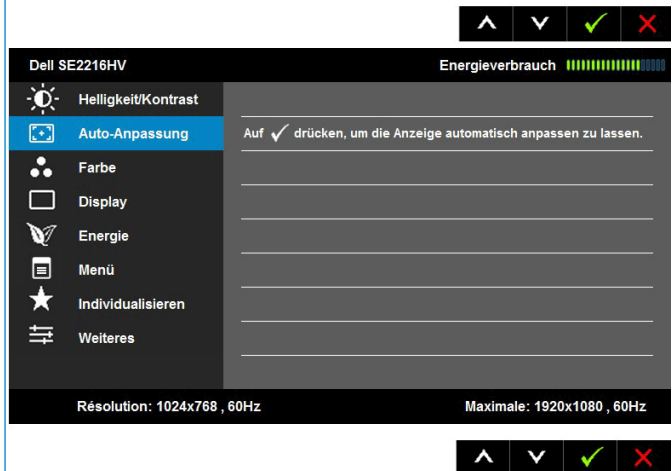 Dell SE2216HV Energieverbrauch
Helligkeit/Kontrast
Auto-Anpassung Auf ✓ drücken, um die Anzeige automatisch anpassen zu lassen.
Farbe
Display
Energie
Menü
Individualisieren
Weiteres
Résolution: 1024x768 , 60Hz Maximale: 1920x1080 , 60Hz